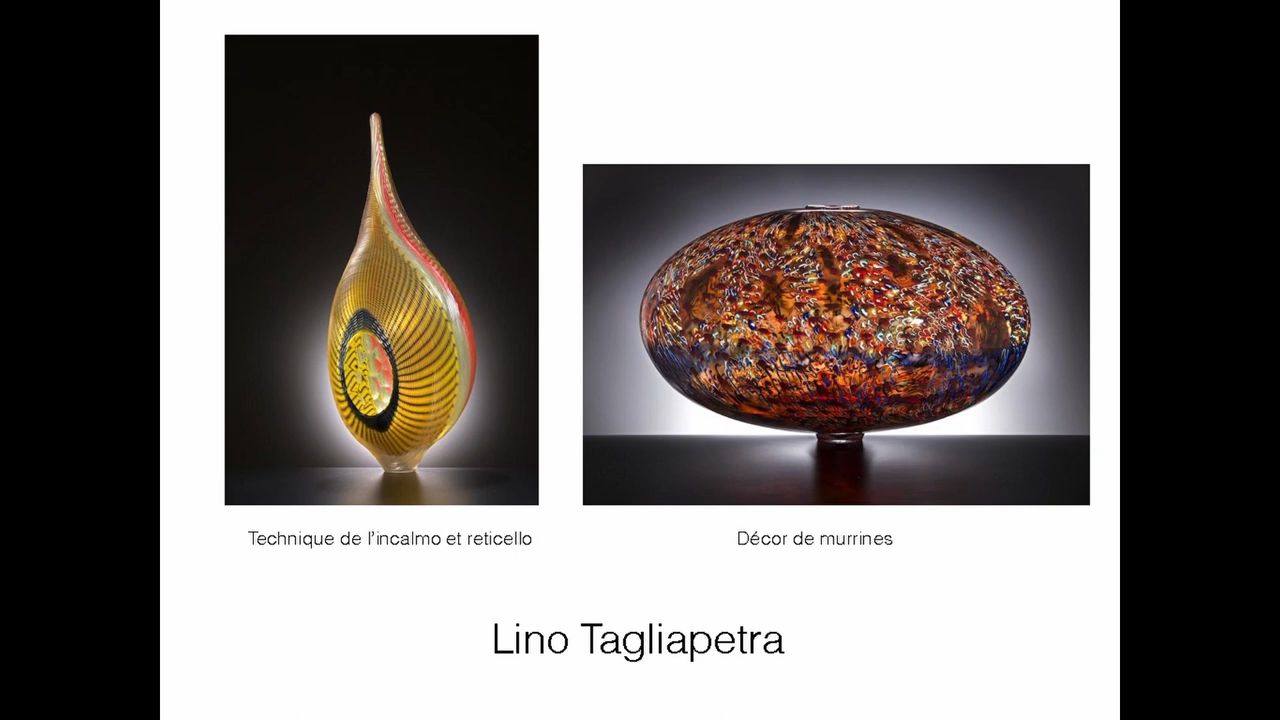 Technique de l'incalmo et reticello
Décor de murrines
Lino Tagliapetra